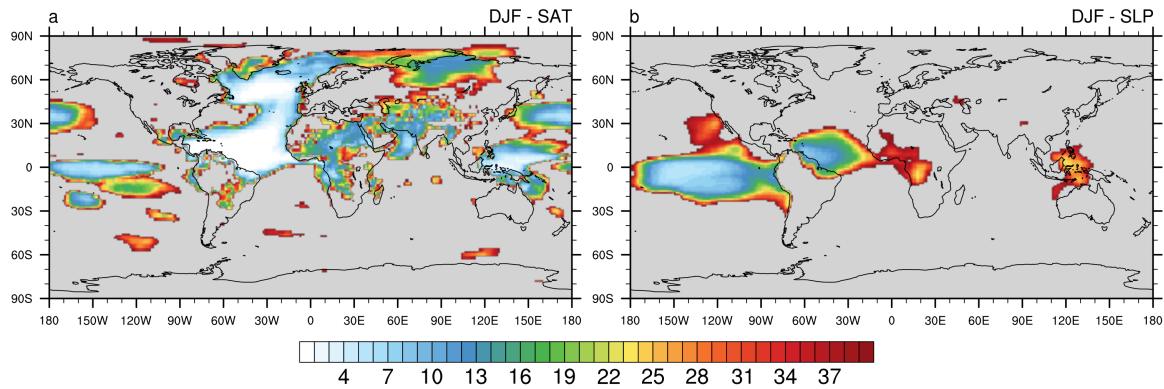 a DJF - SAT b DJF - SLP
90N 90N
60N 60N
30N 30N
0 0
30S 30S
60S 60S
90S 90S
180 150W 120W 90W 60W 30W 0 30E 60E 90E 120E 150E 180 180 150W 120W 90W 60W 30W 0 30E 60E 90E 120E 150E 180
4 7 10 13 16 19 22 25 28 31 34 37